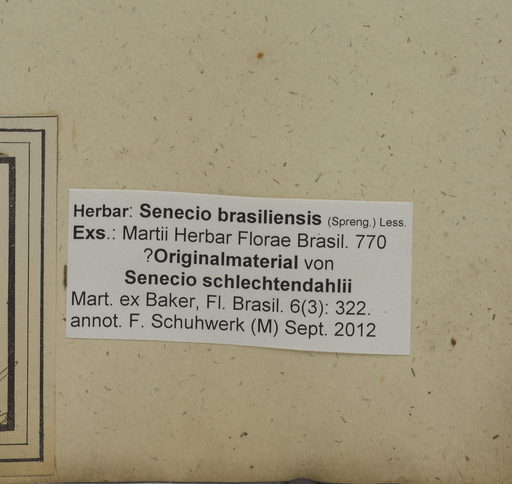 Herbar: Senecio brasiliensis (Spreng.) Less.
Exs.: Martii Herbar Florae Brasil. 770
?Originalmaterial von
Senecio schlechtendahlii
Mart. ex Baker, Fl. Brasil. 6(3): 322.
annot. F. Schuhwerk (M) Sept. 2012